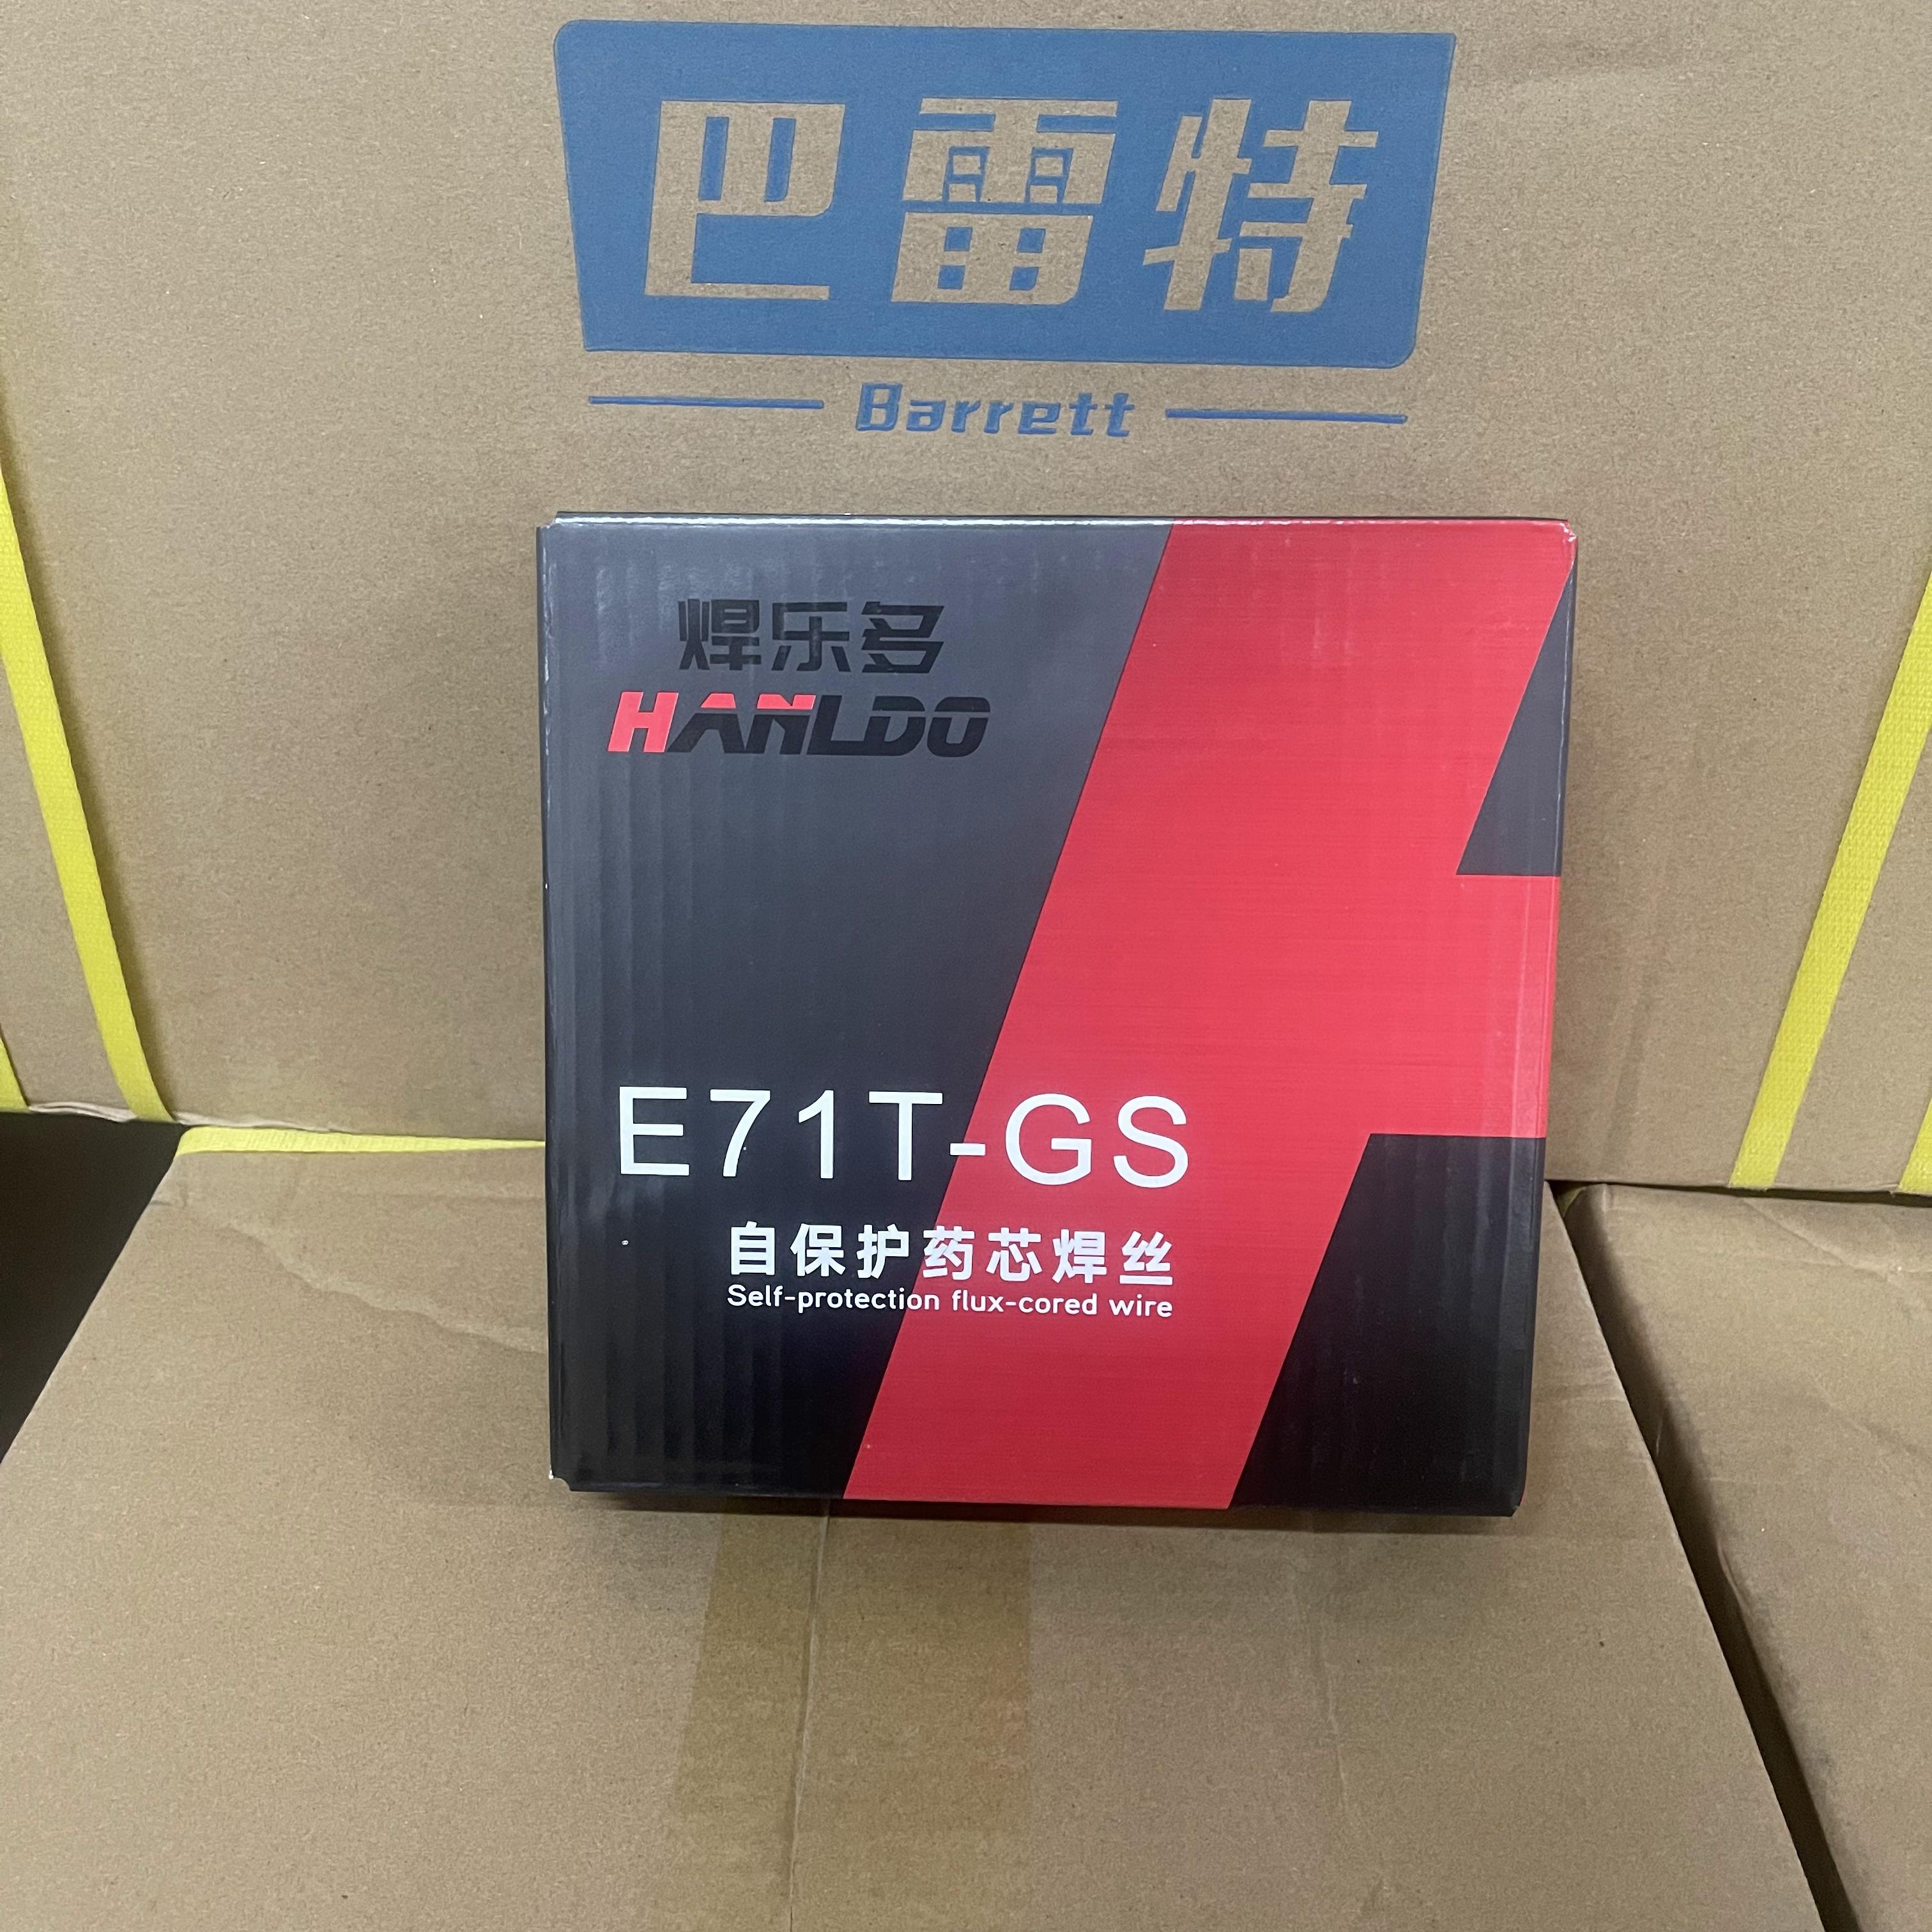 巴雷特
Barrett
焊乐多
HANLDO
E71T-GS
自保护药芯焊丝
Self-protection flux-cored wire